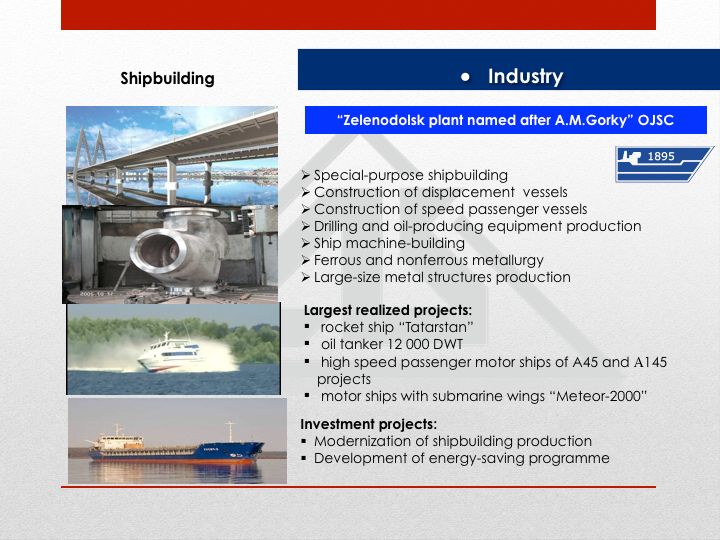 Shipbuilding
• Industry
“Zelenodolsk plant named after A.M.Gorky” OJSC
1895
➢ Special-purpose shipbuilding
➢ Construction of displacement vessels
➢ Construction of speed passenger vessels
➢ Drilling and oil-producing equipment production
➢ Ship machine-building
➢ Ferrous and nonferrous metallurgy
➢ Large-size metal structures production
Largest realized projects:
▪ rocket ship “Tatarstan”
▪ oil tanker 12 000 DWT
▪ high speed passenger motor ships of A45 and A145
projects
▪ motor ships with submarine wings “Meteor-2000”
Investment projects:
▪ Modernization of shipbuilding production
▪ Development of energy-saving programme